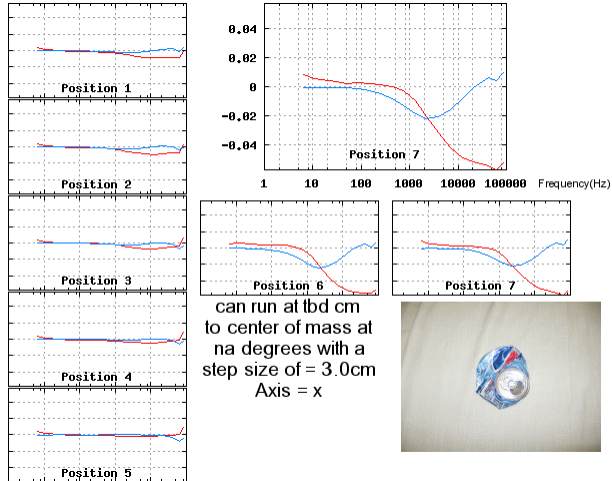 Position 1
Position 2
Position 3
Position 4
Position 5
0.04
0.02
0
-0.02
-0.04
Position 7
1 10 100 1000 10000 100000 Frequency(Hz)
Position 6
Position 7
can run at tbd cm
to center of mass at
na degrees with a
step size of = 3.0cm
Axis = x